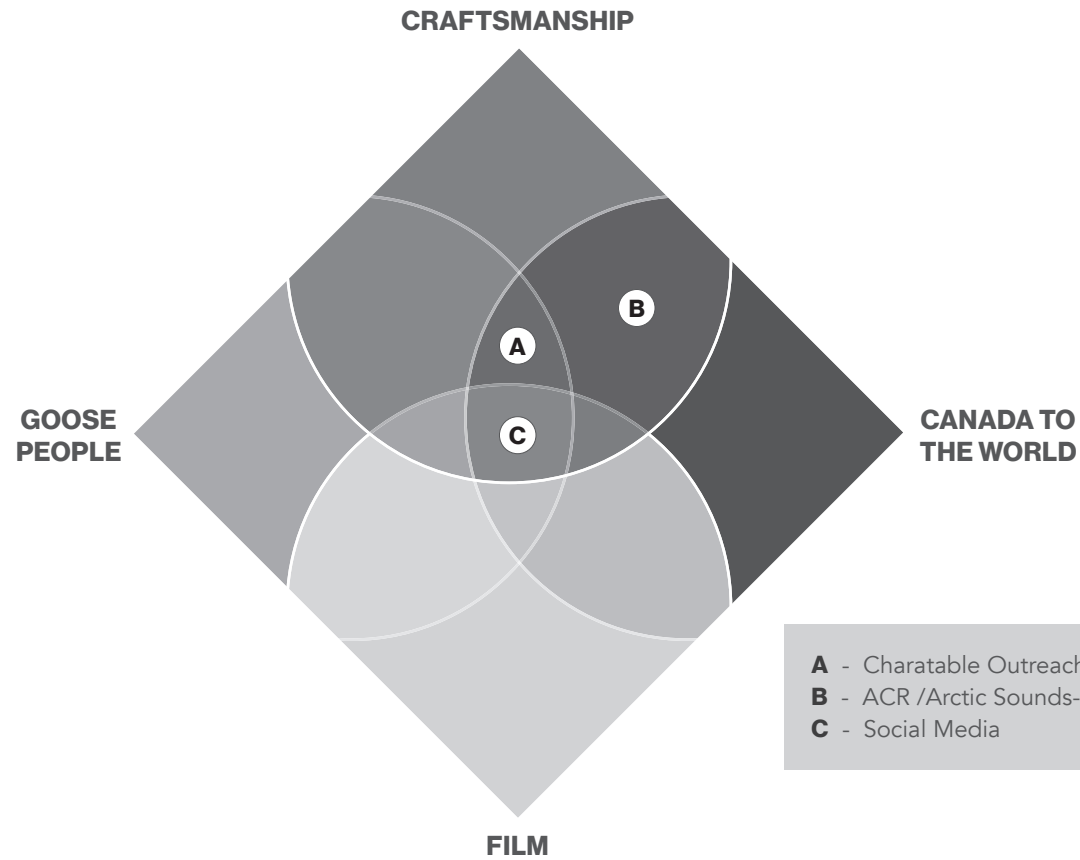 CRAFTSMANSHIP
B
A
GOOSE
PEOPLE
C
CANADA TO
THE WORLD
A - Charatable Outreach
B - ACR /Arctic Sounds-
C - Social Media
FILM